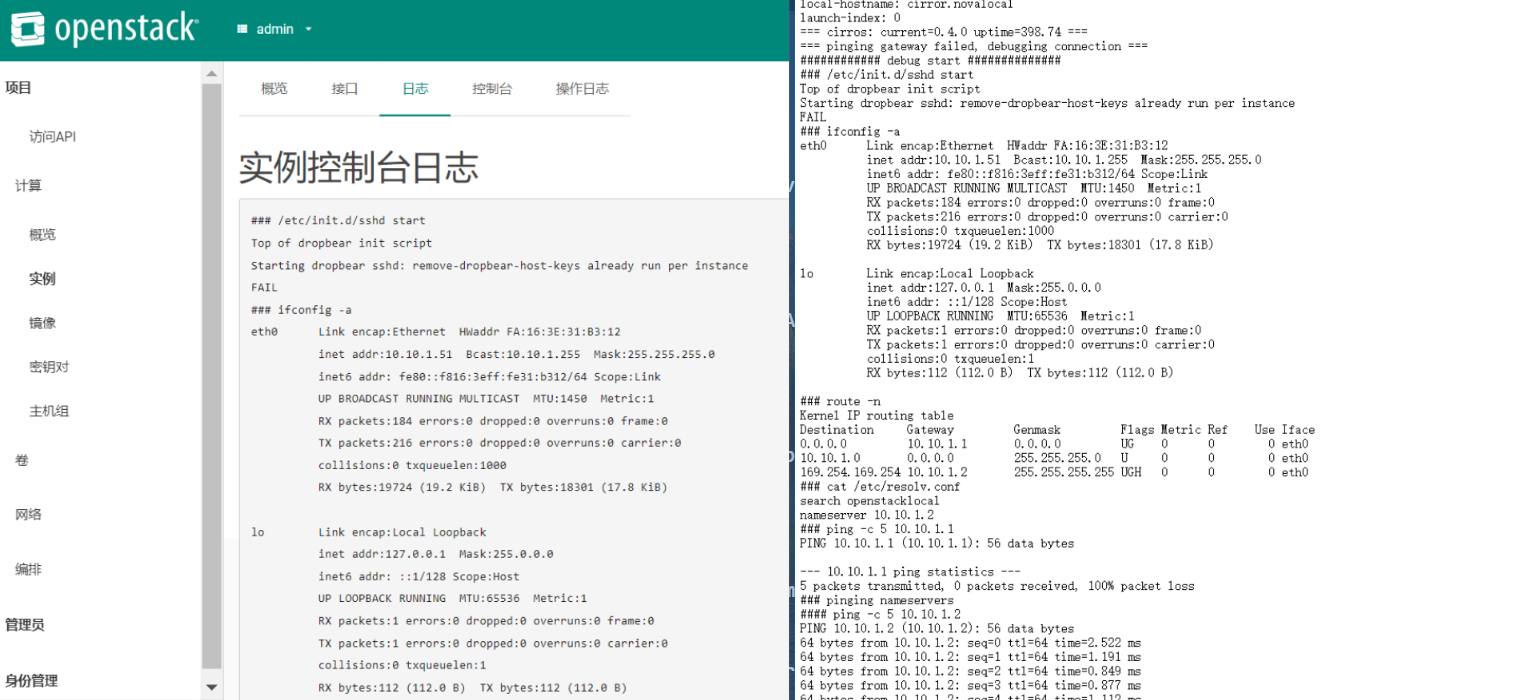 openstack
admin
项目
访问API
计算
概览
实例
镜像
密钥对
主机组
卷
网络
编排
管理员
身份管理
概览
接口
日志
控制台
操作日志
实例控制台日志
### /etc/init.d/sshd start
Top of dropbear init script
Starting dropbear sshd: remove-dropbear-host-keys already run per instance
FAIL
### ifconfig -a
eth0      Link encap:Ethernet  HWaddr FA:16:3E:31:B3:12
inet addr:10.10.1.51  Bcast:10.10.1.255  Mask:255.255.255.0
inet6 addr: fe80::f816:3eff:fe31:b312/64 Scope:Link
UP BROADCAST RUNNING MULTICAST  MTU:1450  Metric:1
RX packets:184 errors:0 dropped:0 overruns:0 frame:0
TX packets:216 errors:0 dropped:0 overruns:0 carrier:0
collisions:0 txqueuelen:1000
RX bytes:19724 (19.2 KiB)  TX bytes:18301 (17.8 KiB)
lo        Link encap:Local Loopback
inet addr:127.0.0.1  Mask:255.0.0.0
inet6 addr: ::1/128 Scope:Host
UP LOOPBACK RUNNING  MTU:65536  Metric:1
RX packets:1 errors:0 dropped:0 overruns:0 frame:0
TX packets:1 errors:0 dropped:0 overruns:0 carrier:0
collisions:0 txqueuelen:1
RX bytes:112 (112.0 B)  TX bytes:112 (112.0 B)
local-hostname: cirror.novalocal
launch-index: 0
=== cirros: current=0.4.0 uptime=398.74 ===
=== pinging gateway failed, debugging connection ===
############ debug start ##############
### /etc/init.d/sshd start
Top of dropbear init script
Starting dropbear sshd: remove-dropbear-host-keys already run per instance
FAIL
### ifconfig -a
eth0      Link encap:Ethernet  HWaddr FA:16:3E:31:B3:12
inet addr:10.10.1.51  Bcast:10.10.1.255  Mask:255.255.255.0
inet6 addr: fe80::f816:3eff:fe31:b312/64 Scope:Link
UP BROADCAST RUNNING MULTICAST  MTU:1450  Metric:1
RX packets:184 errors:0 dropped:0 overruns:0 frame:0
TX packets:216 errors:0 dropped:0 overruns:0 carrier:0
collisions:0 txqueuelen:1000
RX bytes:19724 (19.2 KiB)  TX bytes:18301 (17.8 KiB)
lo        Link encap:Local Loopback
inet addr:127.0.0.1  Mask:255.0.0.0
inet6 addr: ::1/128 Scope:Host
UP LOOPBACK RUNNING  MTU:65536  Metric:1
RX packets:1 errors:0 dropped:0 overruns:0 frame:0
TX packets:1 errors:0 dropped:0 overruns:0 carrier:0
collisions:0 txqueuelen:1
RX bytes:112 (112.0 B)  TX bytes:112 (112.0 B)
### route -n
Kernel IP routing table
Destination     Gateway         Genmask         Flags Metric Ref    Use Iface
0.0.0.0         10.10.1.1       0.0.0.0         UG    0      0        0 eth0
10.10.1.0       0.0.0.0         255.255.255.0   U     0      0        0 eth0
169.254.169.254 10.10.1.2       255.255.255.255 UGH   0      0        0 eth0
### cat /etc/resolv.conf
search openstacklocal
nameserver 10.10.1.2
### ping -c 5 10.10.1.1
PING 10.10.1.1 (10.10.1.1): 56 data bytes
--- 10.10.1.1 ping statistics ---
5 packets transmitted, 0 packets received, 100% packet loss
### pinging nameservers
#### ping -c 5 10.10.1.2
PING 10.10.1.2 (10.10.1.2): 56 data bytes
64 bytes from 10.10.1.2: seq=0 ttl=64 time=2.522 ms
64 bytes from 10.10.1.2: seq=1 ttl=64 time=1.191 ms
64 bytes from 10.10.1.2: seq=2 ttl=64 time=0.849 ms
64 bytes from 10.10.1.2: seq=3 ttl=64 time=0.877 ms
64 bytes from 10.10.1.2: seq=4 ttl=64 time=1.112 ms